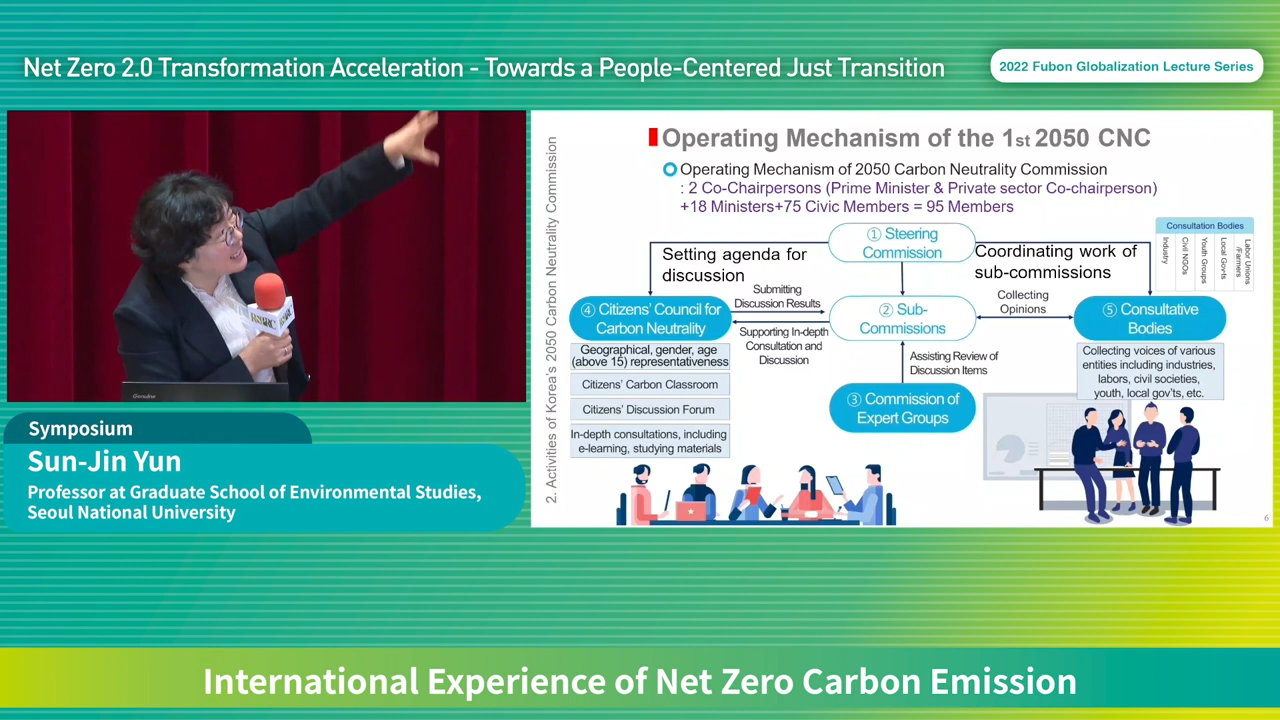 Net Zero 2.0 Transformation Acceleration - Towards a People-Centered Just Transition
2022 Fubon Globalization Lecture Series
Symposium
Sun-Jin Yun
Professor at Graduate School of Environmental Studies,
Seoul National University
2. Activities of Korea's 2050 Carbon Neutrality Commission
Operating Mechanism of the 1st 2050 CNC
Operating Mechanism of 2050 Carbon Neutrality Commission
: 2 Co-Chairpersons (Prime Minister & Private sector Co-chairperson)
+18 Ministers+75 Civic Members = 95 Members
① Steering
Commission
Setting agenda for
discussion
Coordinating work of
sub-commissions
Consultation Bodies
Industry
Civil NGOs
Youth Groups
Local Gov-ts
Labor Unions
/Farmers
④ Citizens' Council for
Carbon Neutrality
Submitting
Discussion Results
Supporting In-depth
Consultation and
Discussion
② Sub-
Commissions
Collecting
Opinions
⑤ Consultative
Bodies
Geographical, gender, age
(above 15) representativeness
Citizens' Carbon Classroom
Citizens' Discussion Forum
In-depth consultations, including
e-learning, studying materials
Assisting Review of
Discussion Items
③ Commission of
Expert Groups
Collecting voices of various
entities including industries,
labors, civil societies,
youth, local gov'ts, etc.
6
International Experience of Net Zero Carbon Emission